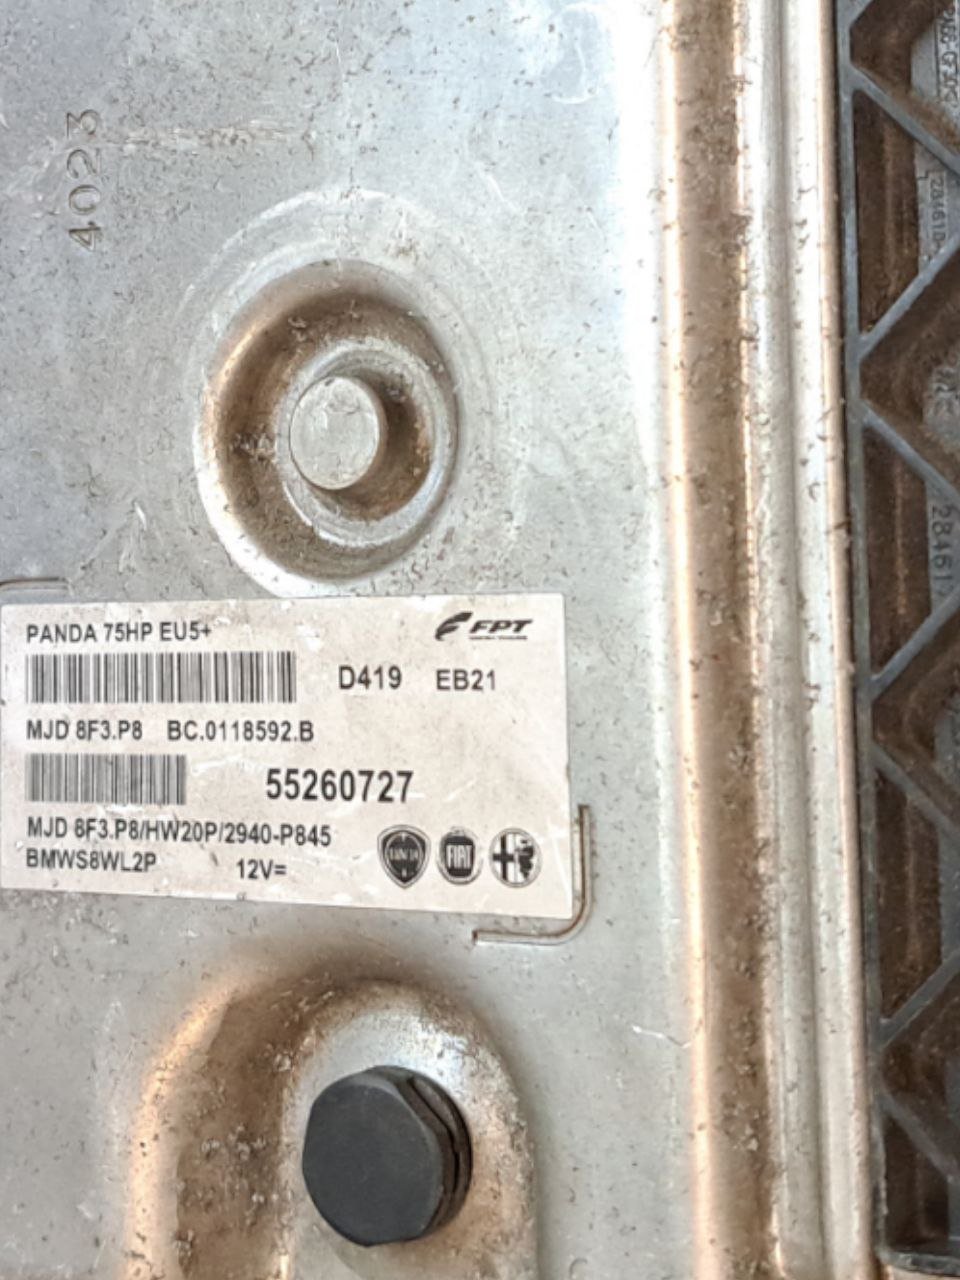 4023
PANDA 75HP EU5+
FPT
D419 EB21
MJD 8F3.P8 BC.0118592.B
55260727
MJD 8F3.P8/HW20P/2940-P845
BMWS8WL2P 12V=
FIAT